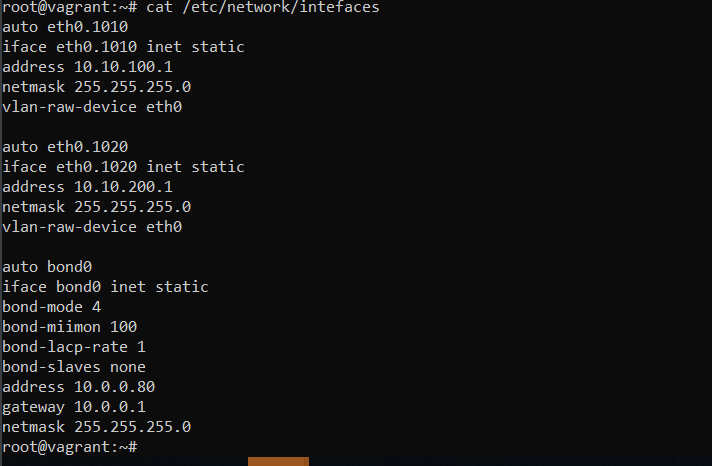 root@vagrant:~# cat /etc/network/intefaces
auto eth0.1010
iface eth0.1010 inet static
address 10.10.100.1
netmask 255.255.255.0
vlan-raw-device eth0

auto eth0.1020
iface eth0.1020 inet static
address 10.10.200.1
netmask 255.255.255.0
vlan-raw-device eth0

auto bond0
iface bond0 inet static
bond-mode 4
bond-miimon 100
bond-lacp-rate 1
bond-slaves none
address 10.0.0.80
gateway 10.0.0.1
netmask 255.255.255.0
root@vagrant:~#